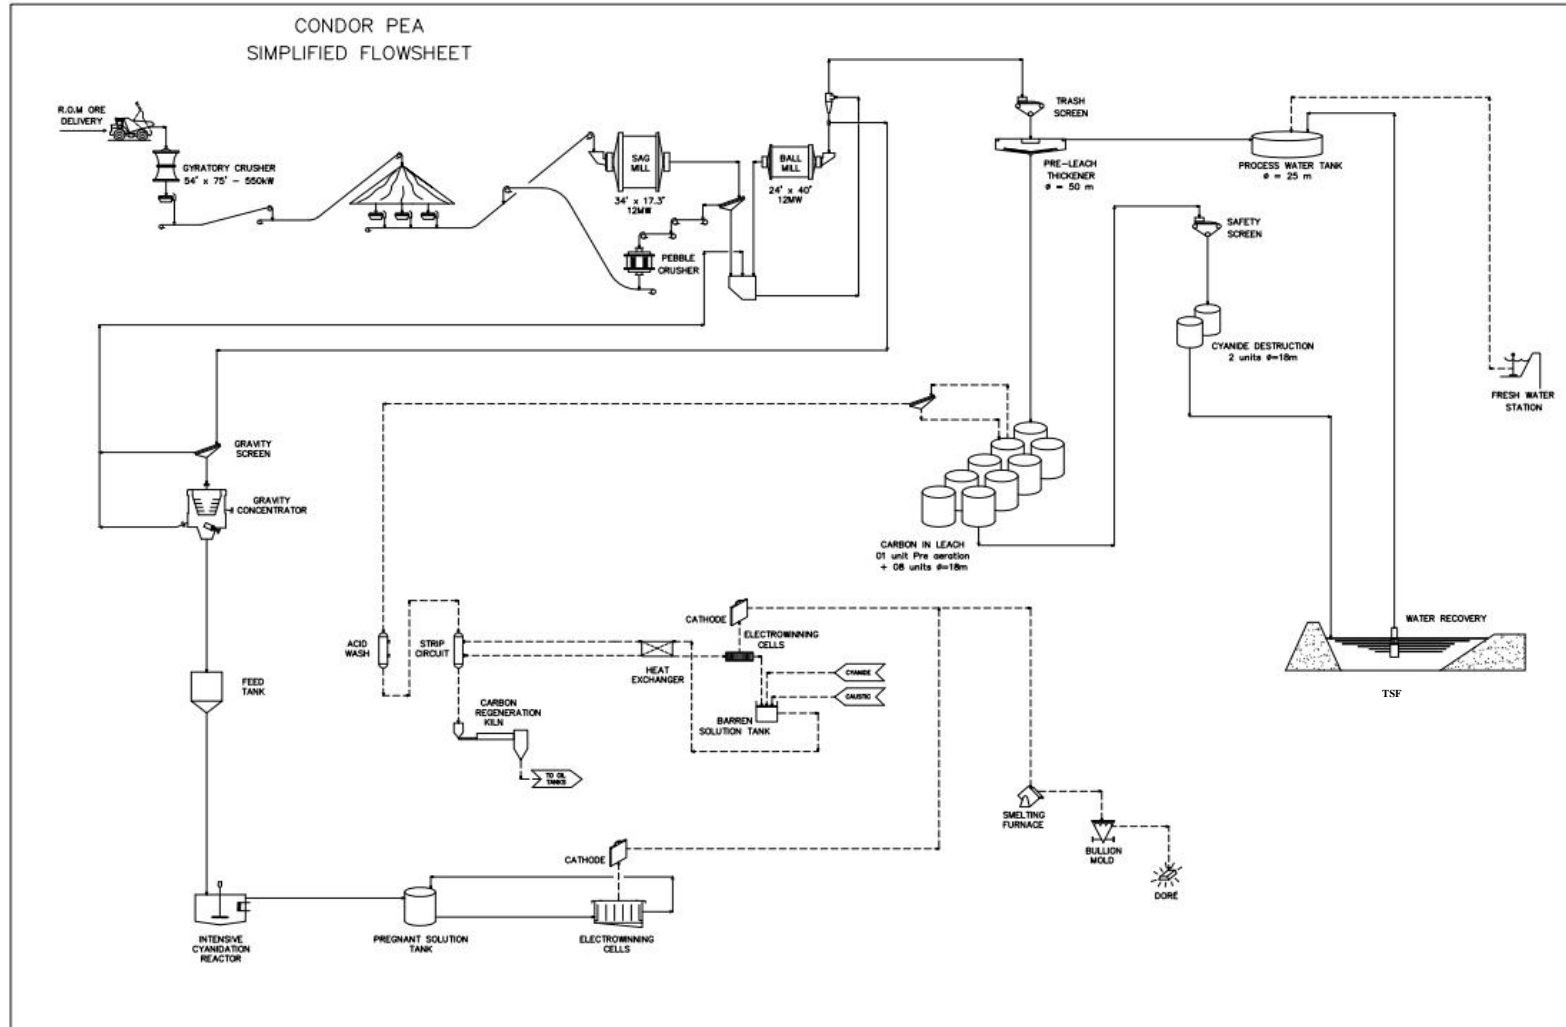 CONDOR PEA
SIMPLIFIED FLOWSHEET
R.O.M ORE
DELIVERY
GYRATORY CRUSHER
54" x 75" - 550kW
SAG
MILL
34' x 17.3'
12MW
PEBBLE
CRUSHER
BALL
MILL
24' x 40'
12MW
TRASH
SCREEN
PRE-LEACH
THICKENER
ø = 50 m
PROCESS WATER TANK
ø = 25 m
SAFETY
SCREEN
CYANIDE DESTRUCTION
2 units ø=18m
FRESH WATER
STATION
GRAVITY
SCREEN
GRAVITY
CONCENTRATOR
CARBON IN LEACH
01 unit Pre aeration
+ 08 units ø=18m
WATER RECOVERY
TSF
ACID
WASH
STRIP
CIRCUIT
CATHODE
ELECTROWINNING
CELLS
HEAT
EXCHANGER
CYANIDE
CAUSTIC
BARREN
SOLUTION TANK
CARBON
REGENERATION
KILN
TO CIL
TANKS
FEED
TANK
SMELTING
FURNACE
BULLION
MOLD
DORÉ
CATHODE
INTENSIVE
CYANIDATION
REACTOR
PREGNANT SOLUTION
TANK
ELECTROWINNING
CELLS